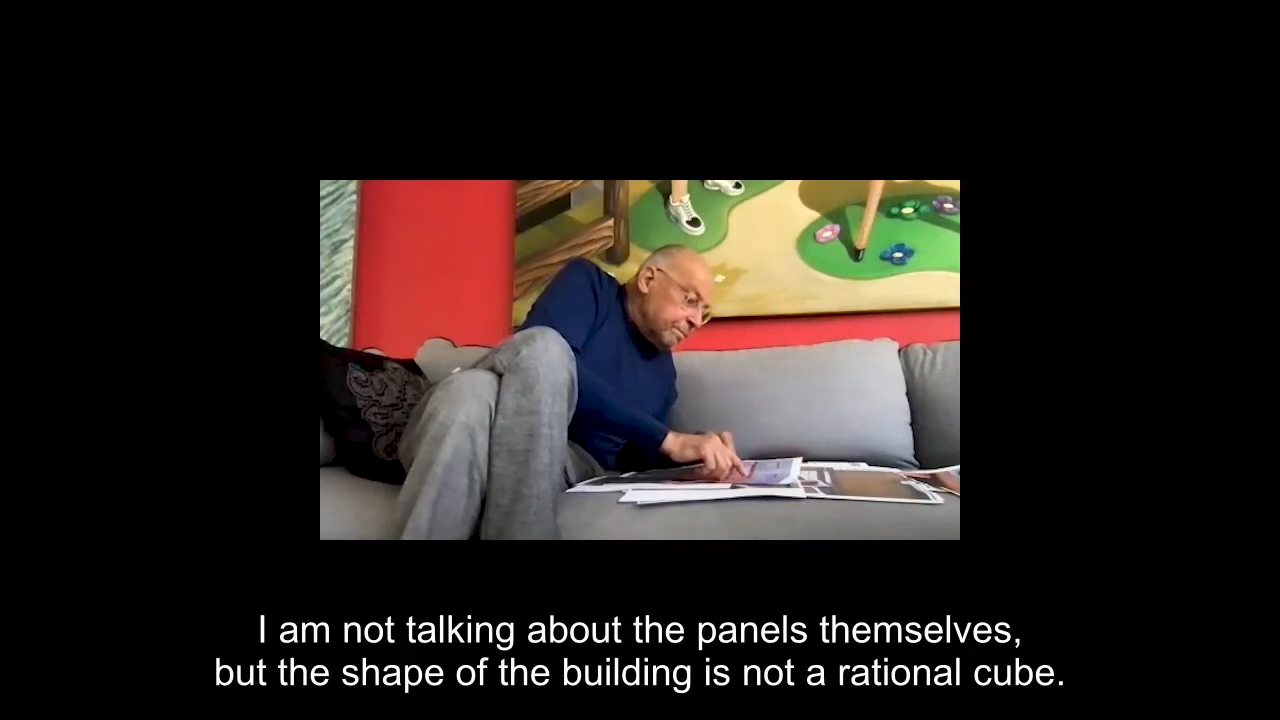 I am not talking about the panels themselves,
but the shape of the building is not a rational cube.